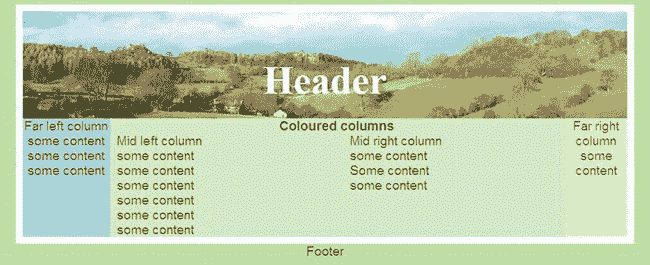 Header
Far left column
some content
some content
some content
Coloured columns
Mid left column
some content
some content
some content
some content
some content
some content
Mid right column
some content
Some content
some content
Far right
column
some
content
Footer